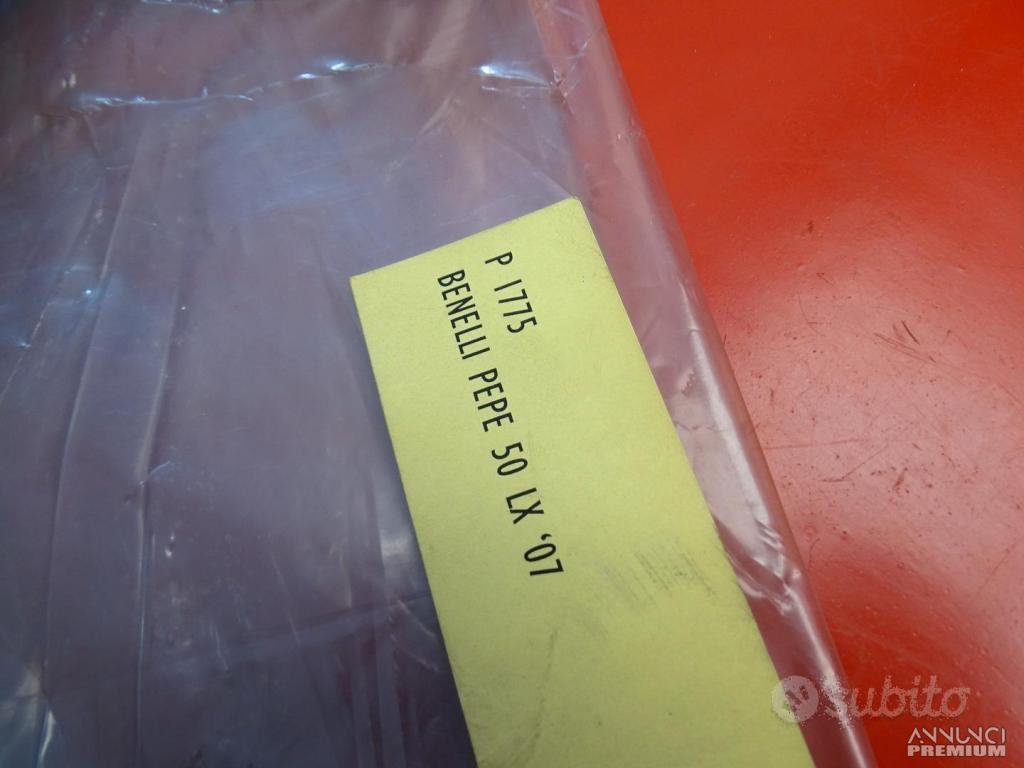 P 1775
BENELLI PEPE 50 LX '07
subito
ANNUNCI
PREMIUM